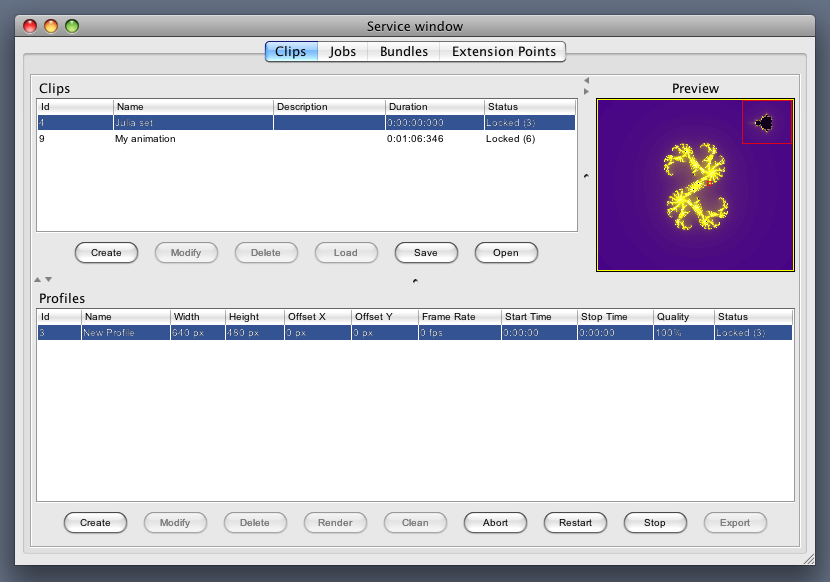 Service window
Clips Jobs Bundles Extension Points
Clips
Id Name Description Duration Status
4 Julia set 0:00:00:000 Locked (3)
9 My animation 0:01:06:346 Locked (6)
Create Modify Delete Load Save Open
Preview
Profiles
Id Name Width Height Offset X Offset Y Frame Rate Start Time Stop Time Quality Status
3 New Profile 640 px 480 px 0 px 0 px 0 fps 0:00:00 0:00:00 100% Locked (3)
Create Modify Delete Render Clean Abort Restart Stop Export